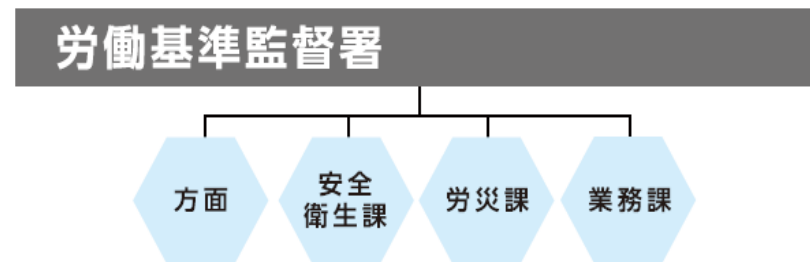 労働基準監督署
方面
安全
衛生課
労災課
業務課